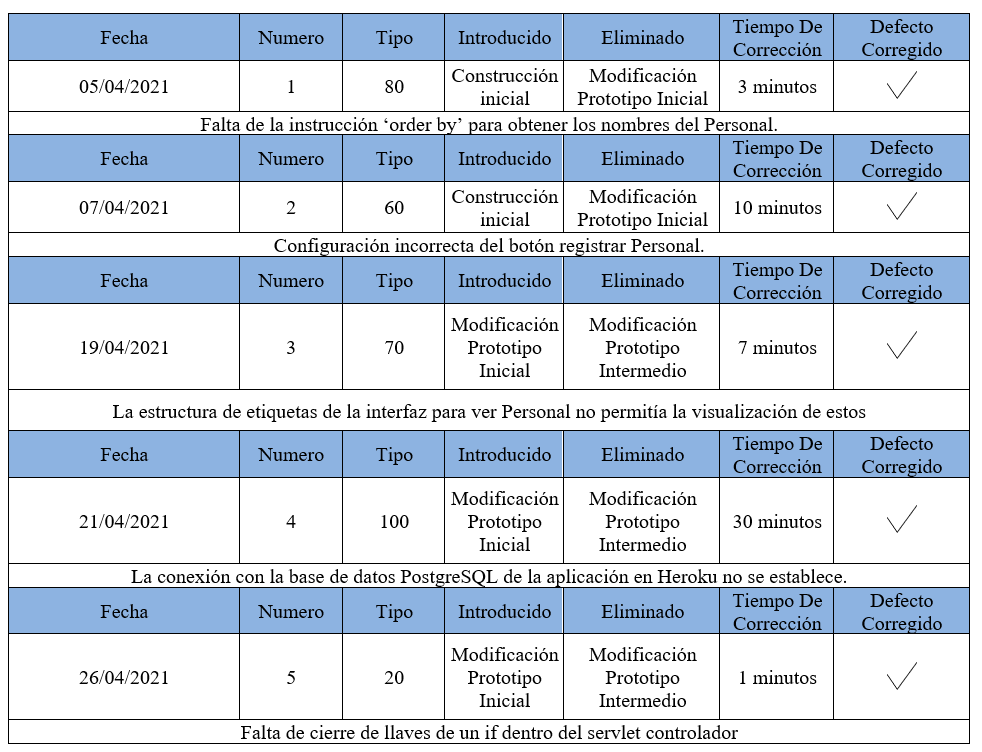 Fecha Numero Tipo Introducido Eliminado Tiempo De Corrección Defecto Corregido
05/04/2021 1 80 Construcción inicial Modificación Prototipo Inicial 3 minutos
Falta de la instrucción ‘order by’ para obtener los nombres del Personal.
Fecha Numero Tipo Introducido Eliminado Tiempo De Corrección Defecto Corregido
07/04/2021 2 60 Construcción inicial Modificación Prototipo Inicial 10 minutos
Configuración incorrecta del botón registrar Personal.
Fecha Numero Tipo Introducido Eliminado Tiempo De Corrección Defecto Corregido
19/04/2021 3 70 Modificación Prototipo Inicial Modificación Prototipo Intermedio 7 minutos
La estructura de etiquetas de la interfaz para ver Personal no permitía la visualización de estos
Fecha Numero Tipo Introducido Eliminado Tiempo De Corrección Defecto Corregido
21/04/2021 4 100 Modificación Prototipo Inicial Modificación Prototipo Intermedio 30 minutos
La conexión con la base de datos PostgreSQL de la aplicación en Heroku no se establece.
Fecha Numero Tipo Introducido Eliminado Tiempo De Corrección Defecto Corregido
26/04/2021 5 20 Modificación Prototipo Inicial Modificación Prototipo Intermedio 1 minutos
Falta de cierre de llaves de un if dentro del servlet controlador